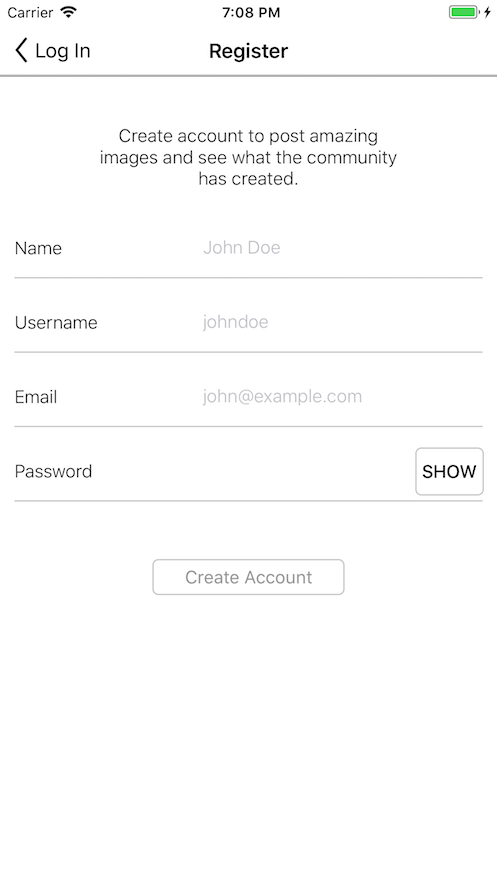 Carrier 7:08 PM
Log In Register
Create account to post amazing
images and see what the community
has created.
Name John Doe
Username johndoe
Email john@example.com
Password SHOW
Create Account